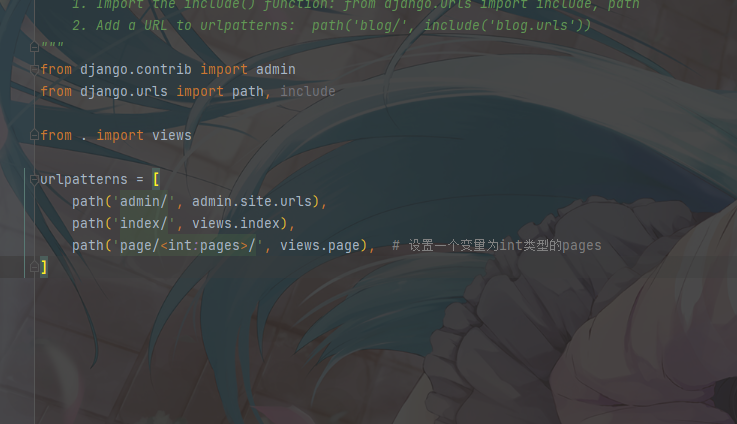 1. Import the include() function: from django.urls import include, path
2. Add a URL to urlpatterns:  path('blog/', include('blog.urls'))
"""
from django.contrib import admin
from django.urls import path, include
from . import views
urlpatterns = [
    path('admin/', admin.site.urls),
    path('index/', views.index),
    path('page/<int:pages>/', views.page),  # 设置一个变量为int类型的pages
]